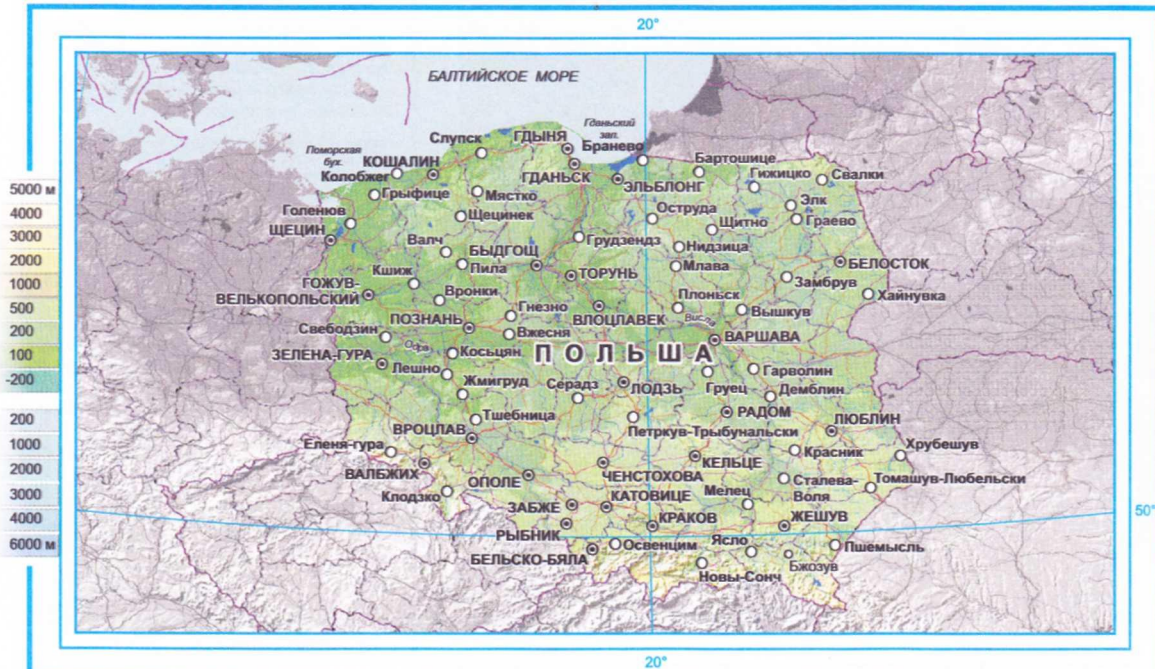 20°
БАЛТИЙСКОЕ МОРЕ
Гданьский
зал.
Слупск
ГДЫНЯ
Бранево
Поморская
бух.
КОШАЛИН
Колобжег
ГДАНЬСК
Бартошице
Гижицко
Свалки
5000 м
Грыфице
Мястко
ЭЛЬБЛОНГ
Элк
4000
Голенюв
Щецинек
Оструда
Щитно
Граево
3000
ЩЕЦИН
Валч
Грудзендз
Нидзица
2000
БЫДГОЩ
Пила
Млава
БЕЛОСТОК
1000
Кшиж
ТОРУНЬ
Замбрув
ГОЖУВ-
ВЕЛЬКОПОЛЬСКИЙ
Вронки
Плоньск
Хайнувка
500
Гнезно
ВЛОЦЛАВЕК
Висла
Вышкув
200
Свебодзин
ПОЗНАНЬ
Вжесня
ВАРШАВА
100
Одра
ЗЕЛЁНА-ГУРА
Косьцян
ПОЛЬША
-200
Лешно
Гарволин
Жмигруд
Серадз
ЛОДЗЬ
Груец
Демблин
200
Тшебница
РАДОМ
ЛЮБЛИН
1000
ВРОЦЛАВ
Петркув-Трыбунальски
Еленя-гура
Красник
Хрубешув
2000
ВАЛБЖИХ
ЧЕНСТОХОВА
КЕЛЬЦЕ
ОПОЛЕ
Сталева-
Воля
Томашув-Любельски
3000
Клодзко
КАТОВИЦЕ
Мелец
ЗАБЖЕ
50°
4000
КРАКОВ
ЖЕШУВ
РЫБНИК
6000 м
Освенцим
Ясло
Пшемысль
БЕЛЬСКО-БЯЛА
Бжозув
Новы-Сонч
20°